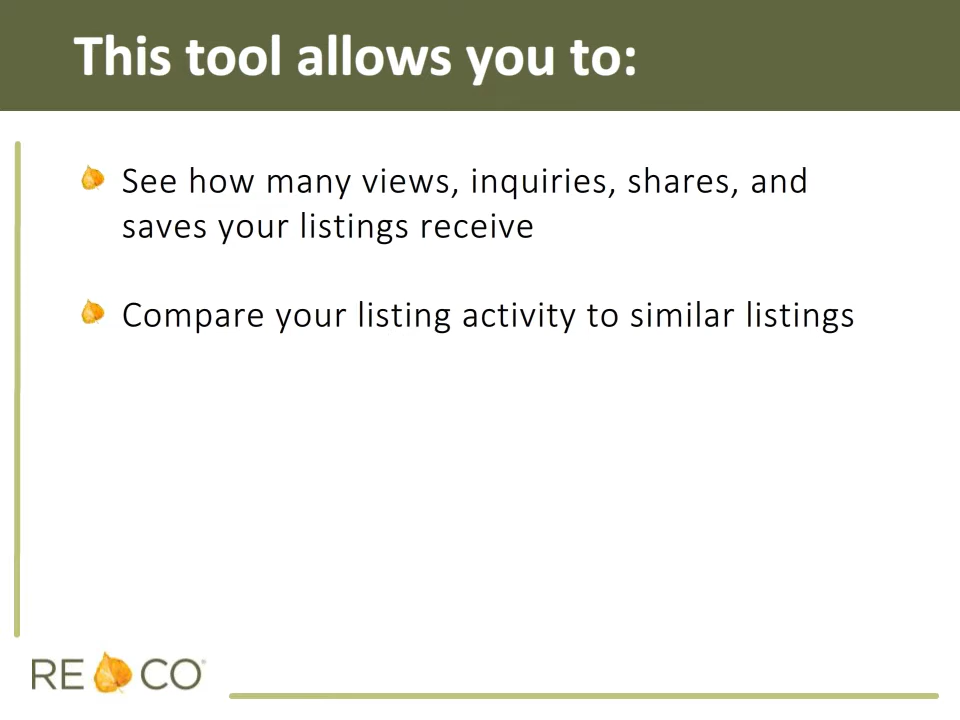 This tool allows you to:
See how many views, inquiries, shares, and
saves your listings receive
Compare your listing activity to similar listings
RE CO®